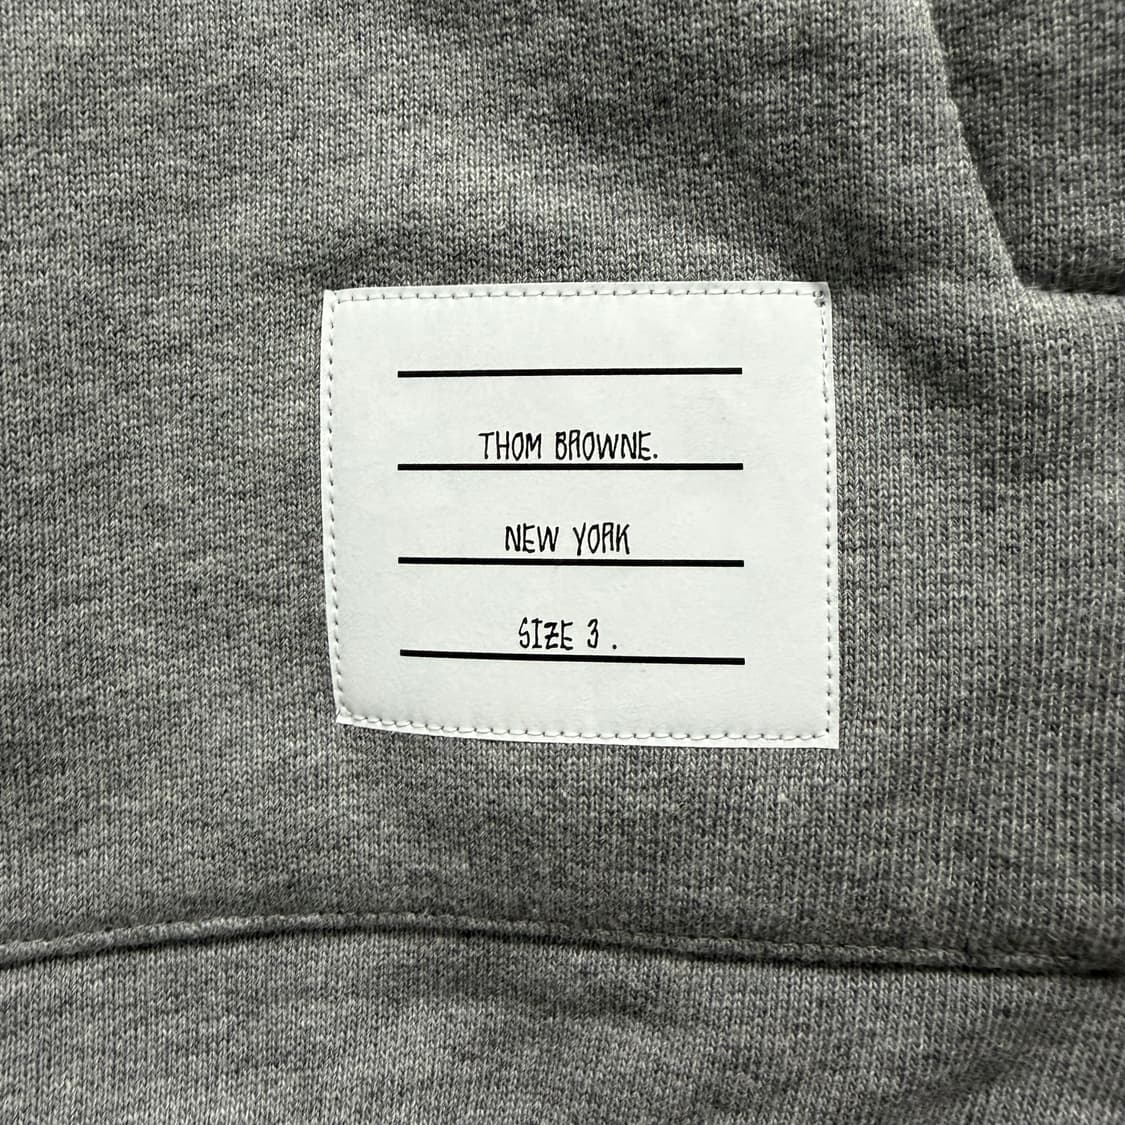 THOM BROWNE.
NEW YORK
SIZE 3 .